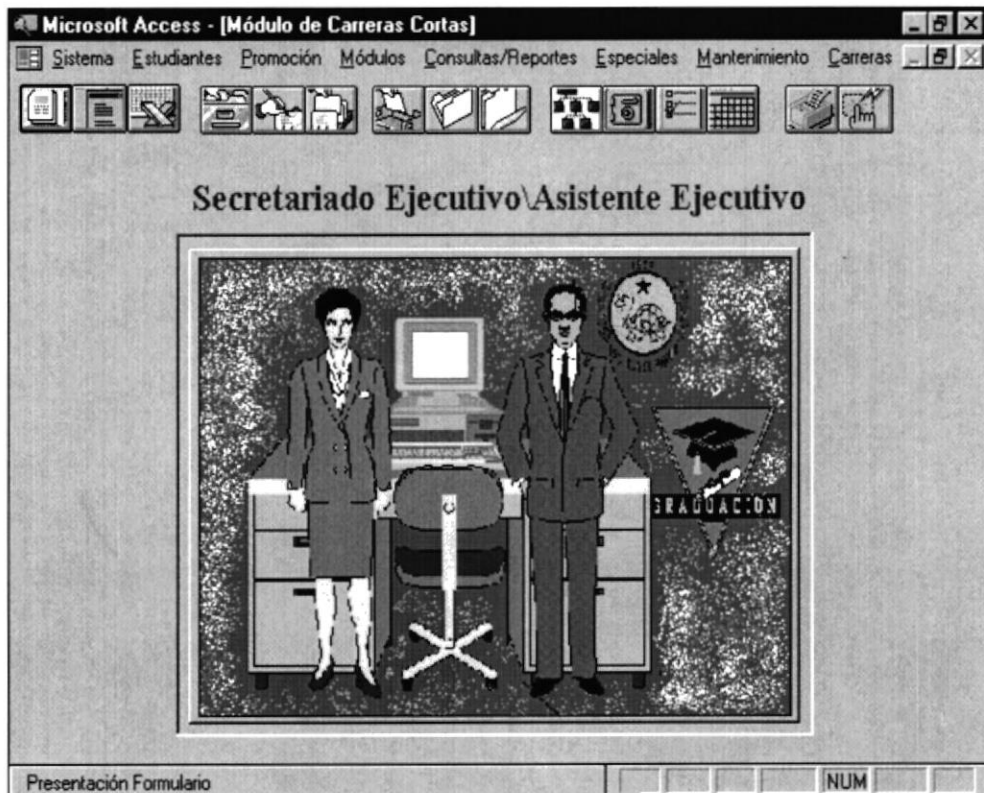 Microsoft Access - [Módulo de Carreras Cortas]
Sistema Estudiantes Promoción Módulos Consultas/Reportes Especiales Mantenimiento Carreras
Secretariado Ejecutivo\Asistente Ejecutivo
GRADUACION
Presentación Formulario NUM